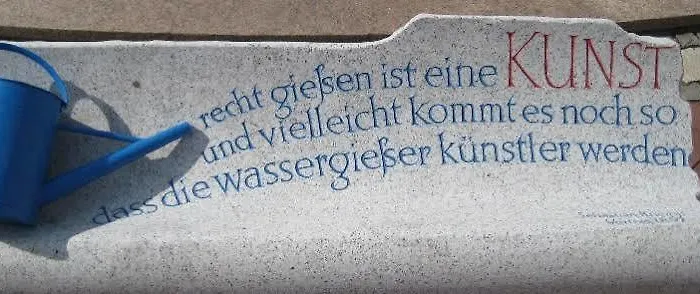 recht gießen ist eine KUNST
und vielleicht kommt es noch so
dass die wassergießer künstler werden